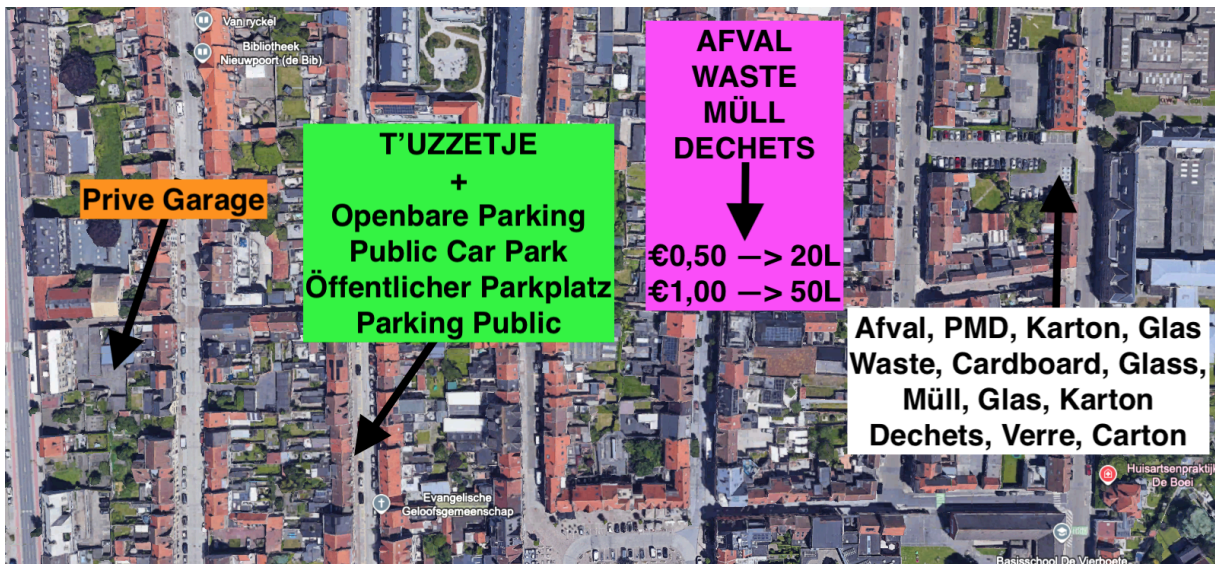 Van ryckel
Bibliotheek
Nieuwpoort (de Bib)
Prive Garage
T'UZZETJE
+
Openbare Parking
Public Car Park
Öffentlicher Parkplatz
Parking Public
AFVAL
WASTE
MÜLL
DECHETS
€0,50 —> 20L
€1,00 —> 50L
Afval, PMD, Karton, Glas
Waste, Cardboard, Glass,
Müll, Glas, Karton
Dechets, Verre, Carton
Evangelische
Geloofsgemeenschap
Huisartsenpraktijk
De Boei
Basisschool De Vierboete